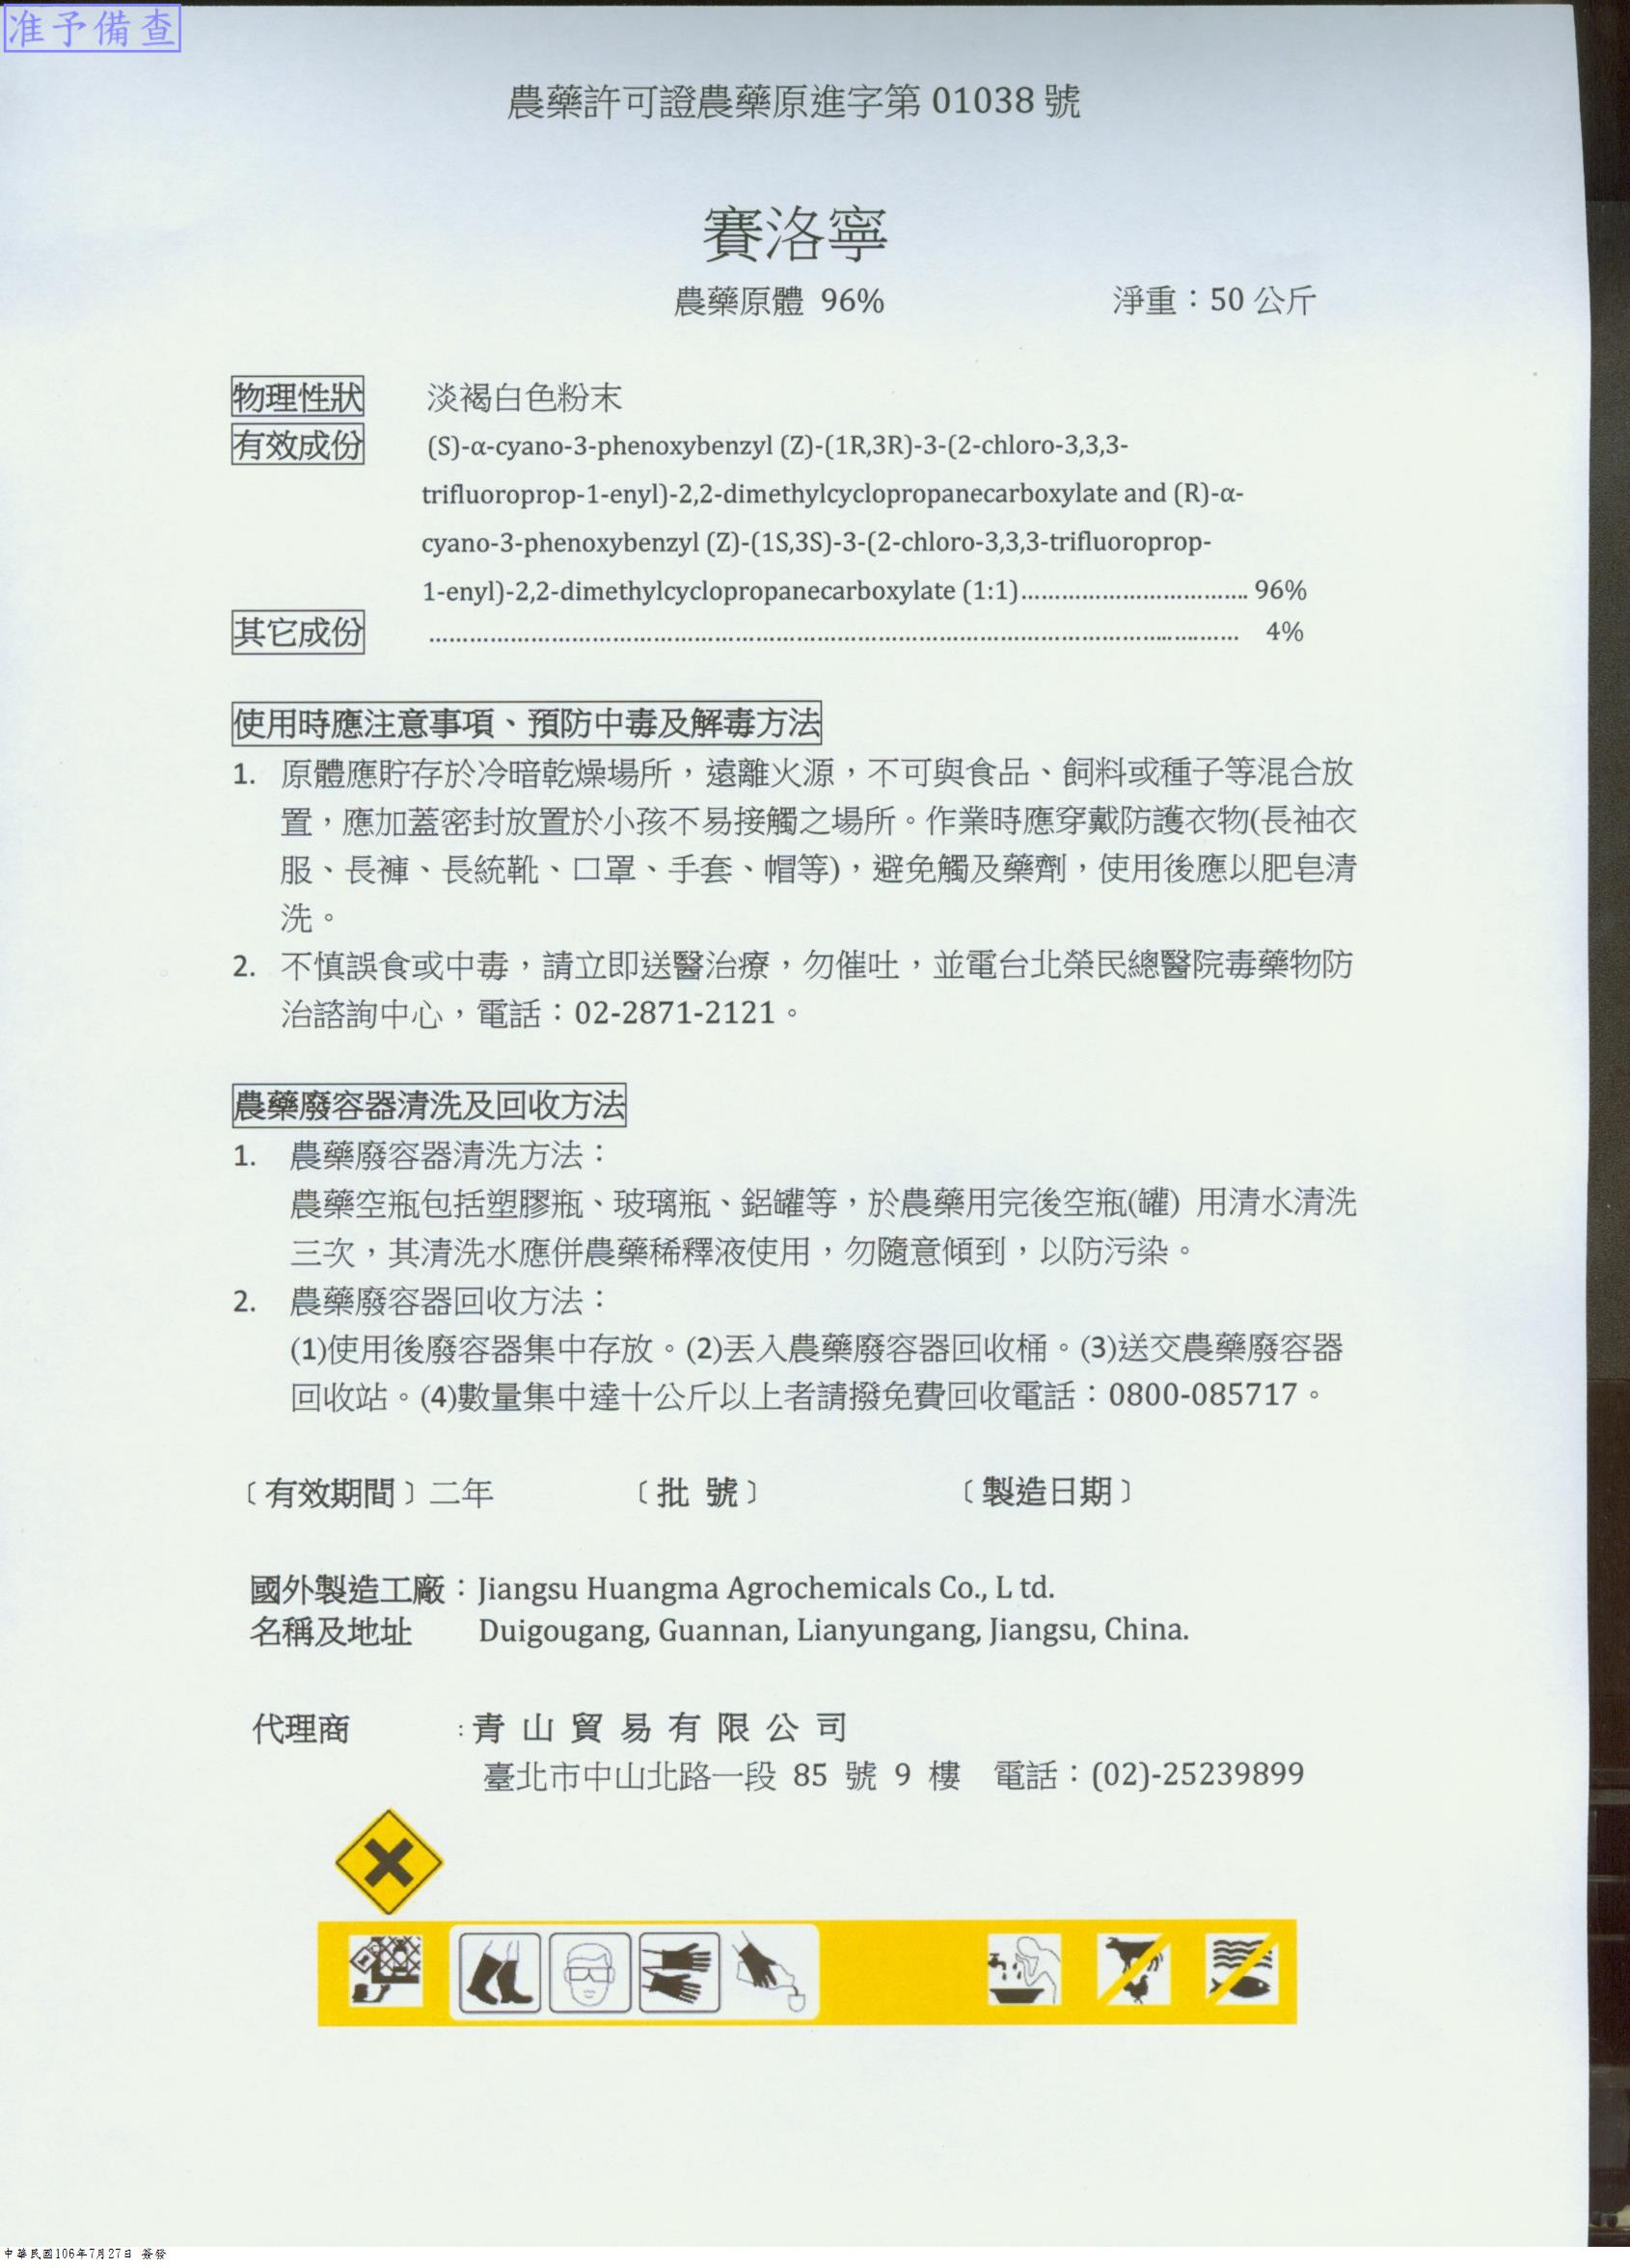 准予備查
農藥許可證農藥原進字第 01038 號
賽洛寧
農藥原體 96% 淨重：50 公斤
物理性狀 淡褐白色粉末
有效成份 (S)-α-cyano-3-phenoxybenzyl (Z)-(1R,3R)-3-(2-chloro-3,3,3-
trifluoroprop-1-enyl)-2,2-dimethylcyclopropanecarboxylate and (R)-α-
cyano-3-phenoxybenzyl (Z)-(1S,3S)-3-(2-chloro-3,3,3-trifluoroprop-
1-enyl)-2,2-dimethylcyclopropanecarboxylate (1:1)................................. 96%
其它成份 ........................................................................................................................ 4%
使用時應注意事項、預防中毒及解毒方法
1. 原體應貯存於冷暗乾燥場所，遠離火源，不可與食品、飼料或種子等混合放
置，應加蓋密封放置於小孩不易接觸之場所。作業時應穿戴防護衣物(長袖衣
服、長褲、長統靴、口罩、手套、帽等)，避免觸及藥劑，使用後應以肥皂清
洗。
2. 不慎誤食或中毒，請立即送醫治療，勿催吐，並電台北榮民總醫院毒藥物防
治諮詢中心，電話：02-2871-2121。
農藥廢容器清洗及回收方法
1. 農藥廢容器清洗方法：
農藥空瓶包括塑膠瓶、玻璃瓶、鋁罐等，於農藥用完後空瓶(罐) 用清水清洗
三次，其清洗水應併農藥稀釋液使用，勿隨意傾到，以防污染。
2. 農藥廢容器回收方法：
(1)使用後廢容器集中存放。(2)丟入農藥廢容器回收桶。(3)送交農藥廢容器
回收站。(4)數量集中達十公斤以上者請撥免費回收電話：0800-085717。
﹝有效期間﹞二年 ﹝批 號﹞ ﹝製造日期﹞
國外製造工廠：Jiangsu Huangma Agrochemicals Co., L td.
名稱及地址 Duigougang, Guannan, Lianyungang, Jiangsu, China.
代理商 : 青 山 貿 易 有 限 公 司
臺北市中山北路一段 85 號 9 樓 電話：(02)-25239899
中華民國106年7月27日 簽發